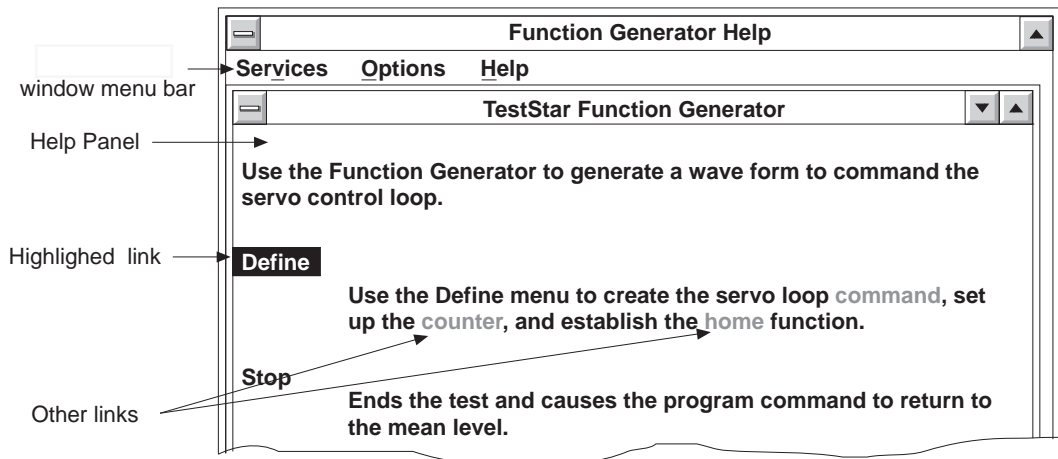 Function Generator Help
Services Options Help
window menu bar
TestStar Function Generator
Help Panel
Use the Function Generator to generate a wave form to command the
servo control loop.
Highlighed link
Define
Use the Define menu to create the servo loop command, set
up the counter, and establish the home function.
Stop
Other links
Ends the test and causes the program command to return to
the mean level.